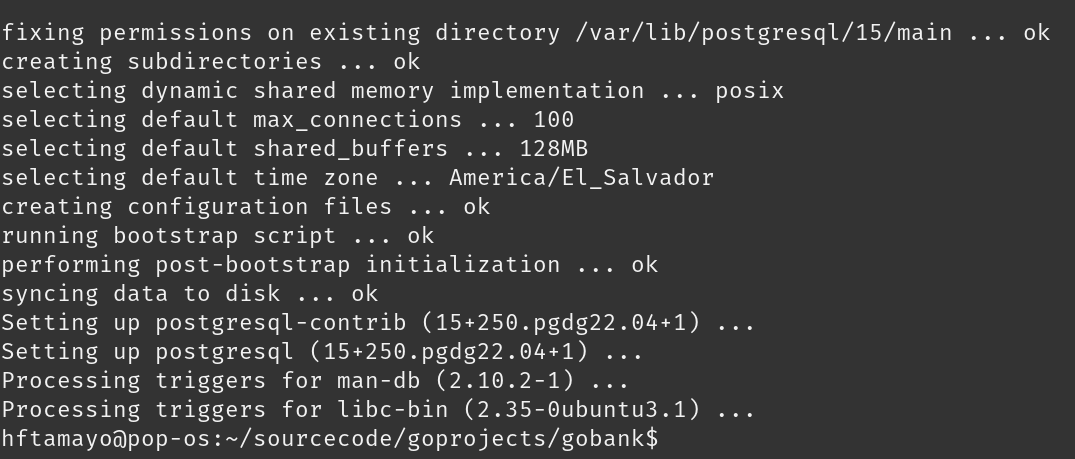 fixing permissions on existing directory /var/lib/postgresql/15/main ... ok
creating subdirectories ... ok
selecting dynamic shared memory implementation ... posix
selecting default max_connections ... 100
selecting default shared_buffers ... 128MB
selecting default time zone ... America/El_Salvador
creating configuration files ... ok
running bootstrap script ... ok
performing post-bootstrap initialization ... ok
syncing data to disk ... ok
Setting up postgresql-contrib (15+250.pgdg22.04+1) ...
Setting up postgresql (15+250.pgdg22.04+1) ...
Processing triggers for man-db (2.10.2-1) ...
Processing triggers for libc-bin (2.35-0ubuntu3.1) ...
hftamayo@pop-os:~/sourcecode/goprojects/gobank$